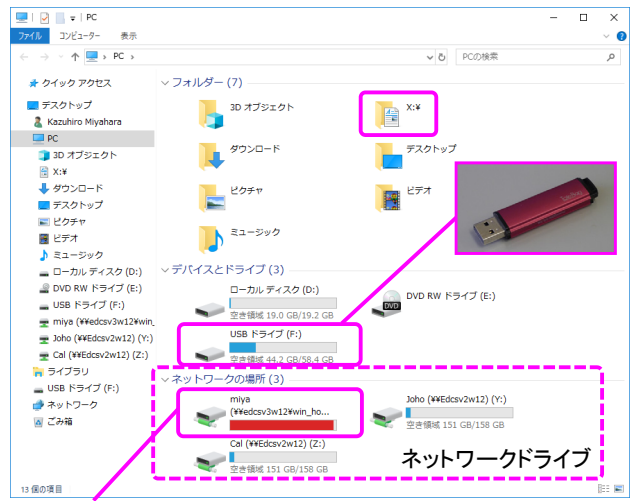 PC
ファイル コンピューター 表示
PC
PCの検索
クイック アクセス
デスクトップ
Kazuhiro Miyahara
PC
3D オブジェクト
X:¥
ダウンロード
デスクトップ
ピクチャ
ビデオ
ミュージック
ローカル ディスク (D:)
DVD RW ドライブ (E:)
USB ドライブ (F:)
miya (¥¥edcsv3w12¥win_
Joho (¥¥Edcsv2w12) (Y:)
Cal (¥¥Edcsv2w12) (Z:)
ライブラリ
USB ドライブ (F:)
ネットワーク
ごみ箱
フォルダー (7)
3D オブジェクト
X:¥
ダウンロード
デスクトップ
ピクチャ
ビデオ
ミュージック
デバイスとドライブ (3)
ローカル ディスク (D:)
空き領域 19.0 GB/19.2 GB
DVD RW ドライブ (E:)
DVD
USB ドライブ (F:)
空き領域 44.2 GB/58.4 GB
ネットワークの場所 (3)
miya
(¥¥edcsv3w12¥win_ho...
Joho (¥¥Edcsv2w12) (Y:)
空き領域 151 GB/158 GB
Cal (¥¥Edcsv2w12) (Z:)
空き領域 151 GB/158 GB
ネットワークドライブ
13 個の項目